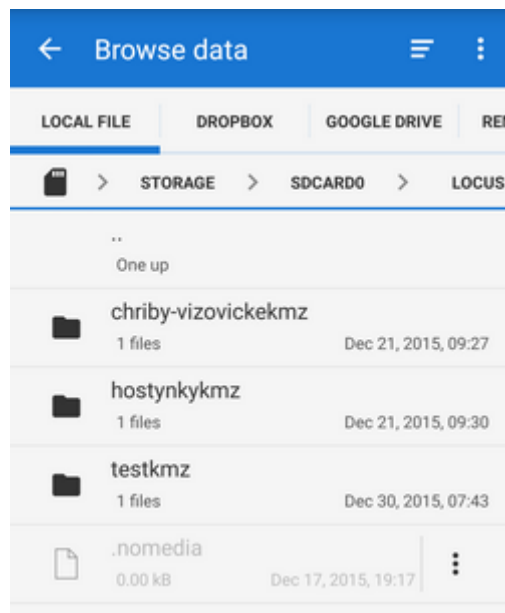 Browse data
LOCAL FILE DROPBOX GOOGLE DRIVE
STORAGE SDCARD0 LOCUS
..
One up
chriby-vizovickekmz
1 files Dec 21, 2015, 09:27
hostynkykmz
1 files Dec 21, 2015, 09:30
testkmz
1 files Dec 30, 2015, 07:43
.nomedia
0.00 kB Dec 17, 2015, 19:17